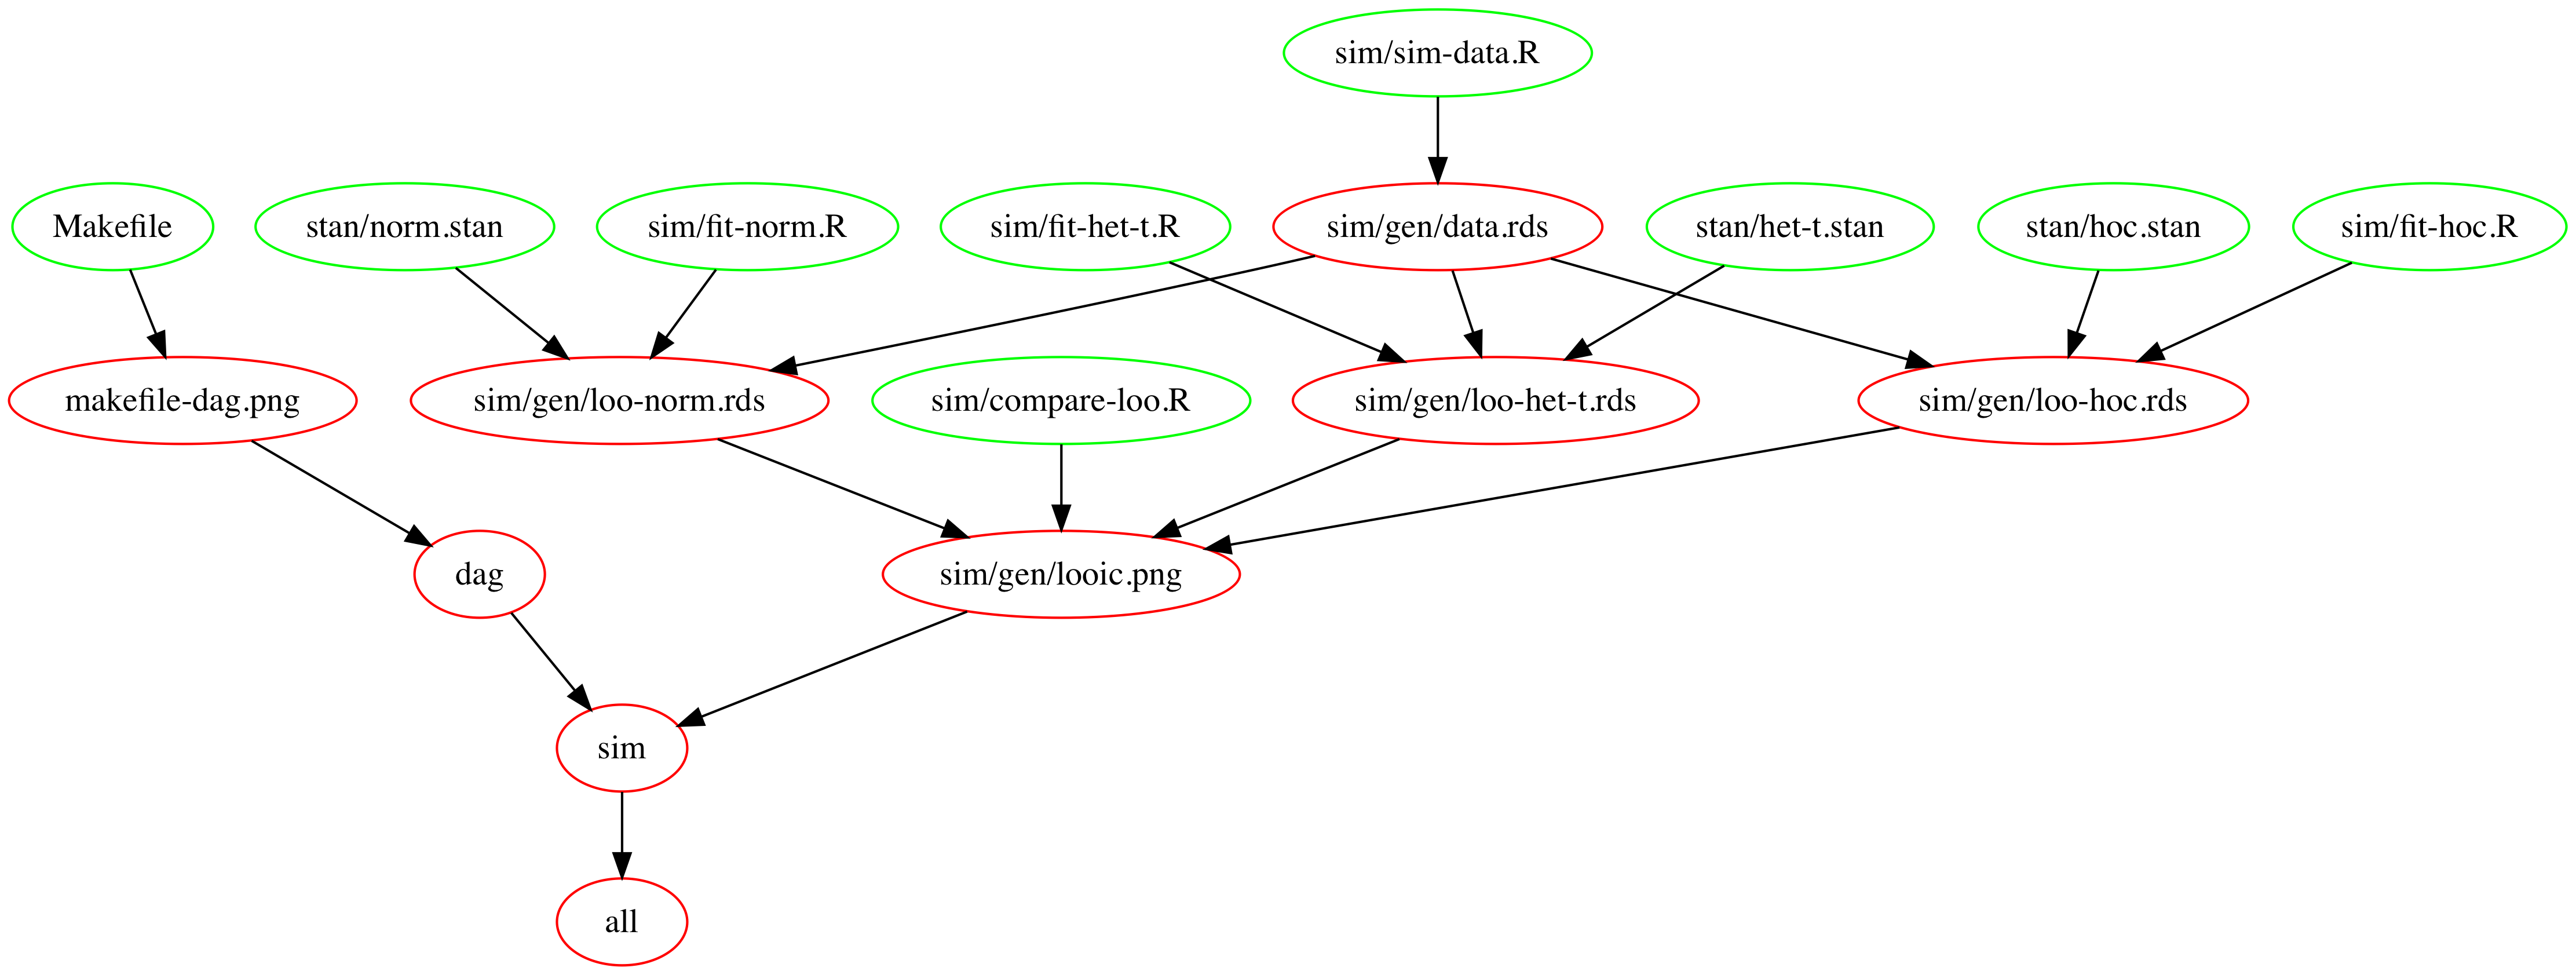 sim/sim-data.R
Makefile
stan/norm.stan
sim/fit-norm.R
sim/fit-het-t.R
sim/gen/data.rds
stan/het-t.stan
stan/hoc.stan
sim/fit-hoc.R
makefile-dag.png
sim/gen/loo-norm.rds
sim/compare-loo.R
sim/gen/loo-het-t.rds
sim/gen/loo-hoc.rds
dag
sim/gen/looic.png
sim
all